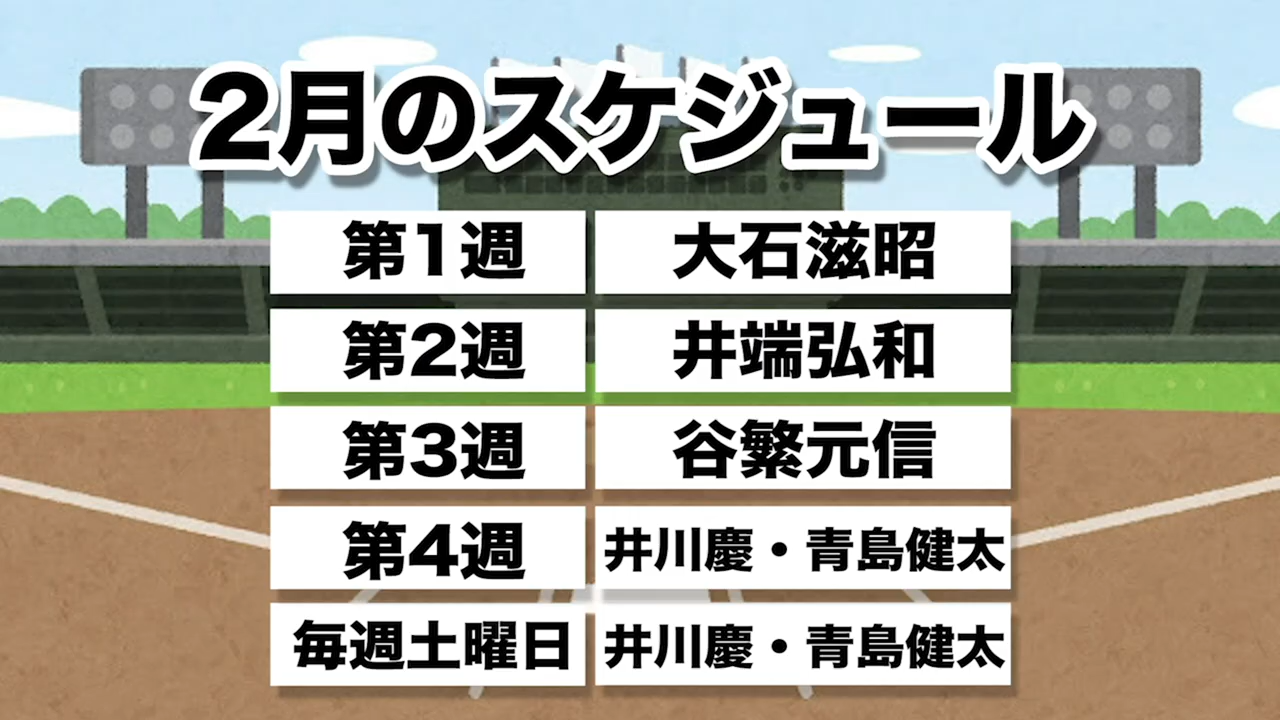 2月のスケジュール
第1週 大石滋昭
第2週 井端弘和
第3週 谷繁元信
第4週 井川慶・青島健太
毎週土曜日 井川慶・青島健太